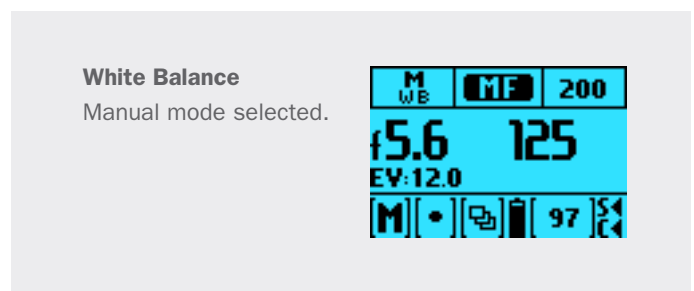 White Balance
Manual mode selected.
M WB MF 200
f5.6 125
EV:12.0
[M][•][ ][97] S C